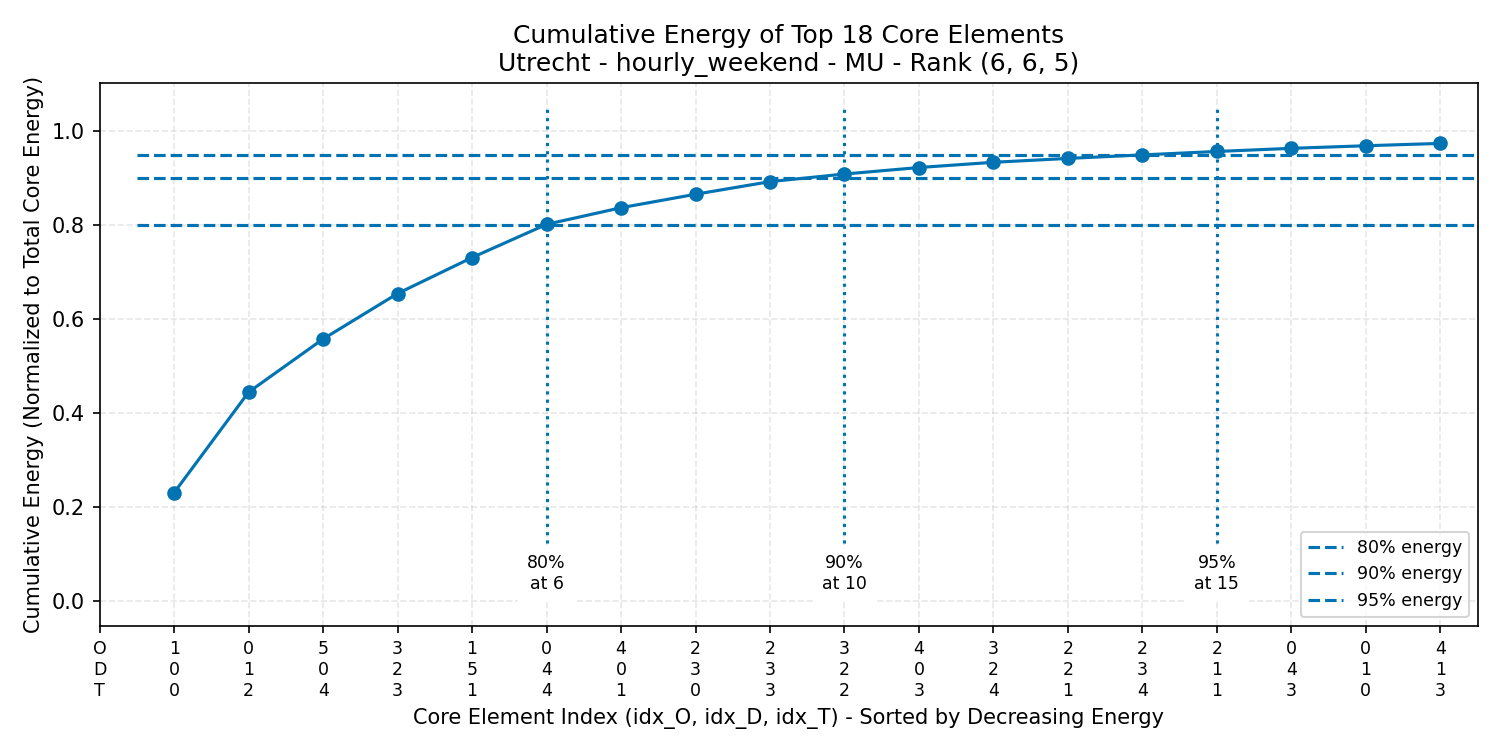 Cumulative Energy of Top 18 Core Elements
Utrecht - hourly_weekend - MU - Rank (6, 6, 5)
Cumulative Energy (Normalized to Total Core Energy)
1.0
0.8
0.6
0.4
0.2
0.0
80%
at 6
90%
at 10
95%
at 15
80% energy
90% energy
95% energy
O 1 0 5 3 1 0 4 2 2 3 4 3 2 2 2 0 0 4
D 0 1 0 2 5 4 0 3 3 2 0 2 2 3 1 4 1 1
T 0 2 4 3 1 4 1 0 3 2 3 4 1 4 1 3 0 3
Core Element Index (idx_O, idx_D, idx_T) - Sorted by Decreasing Energy